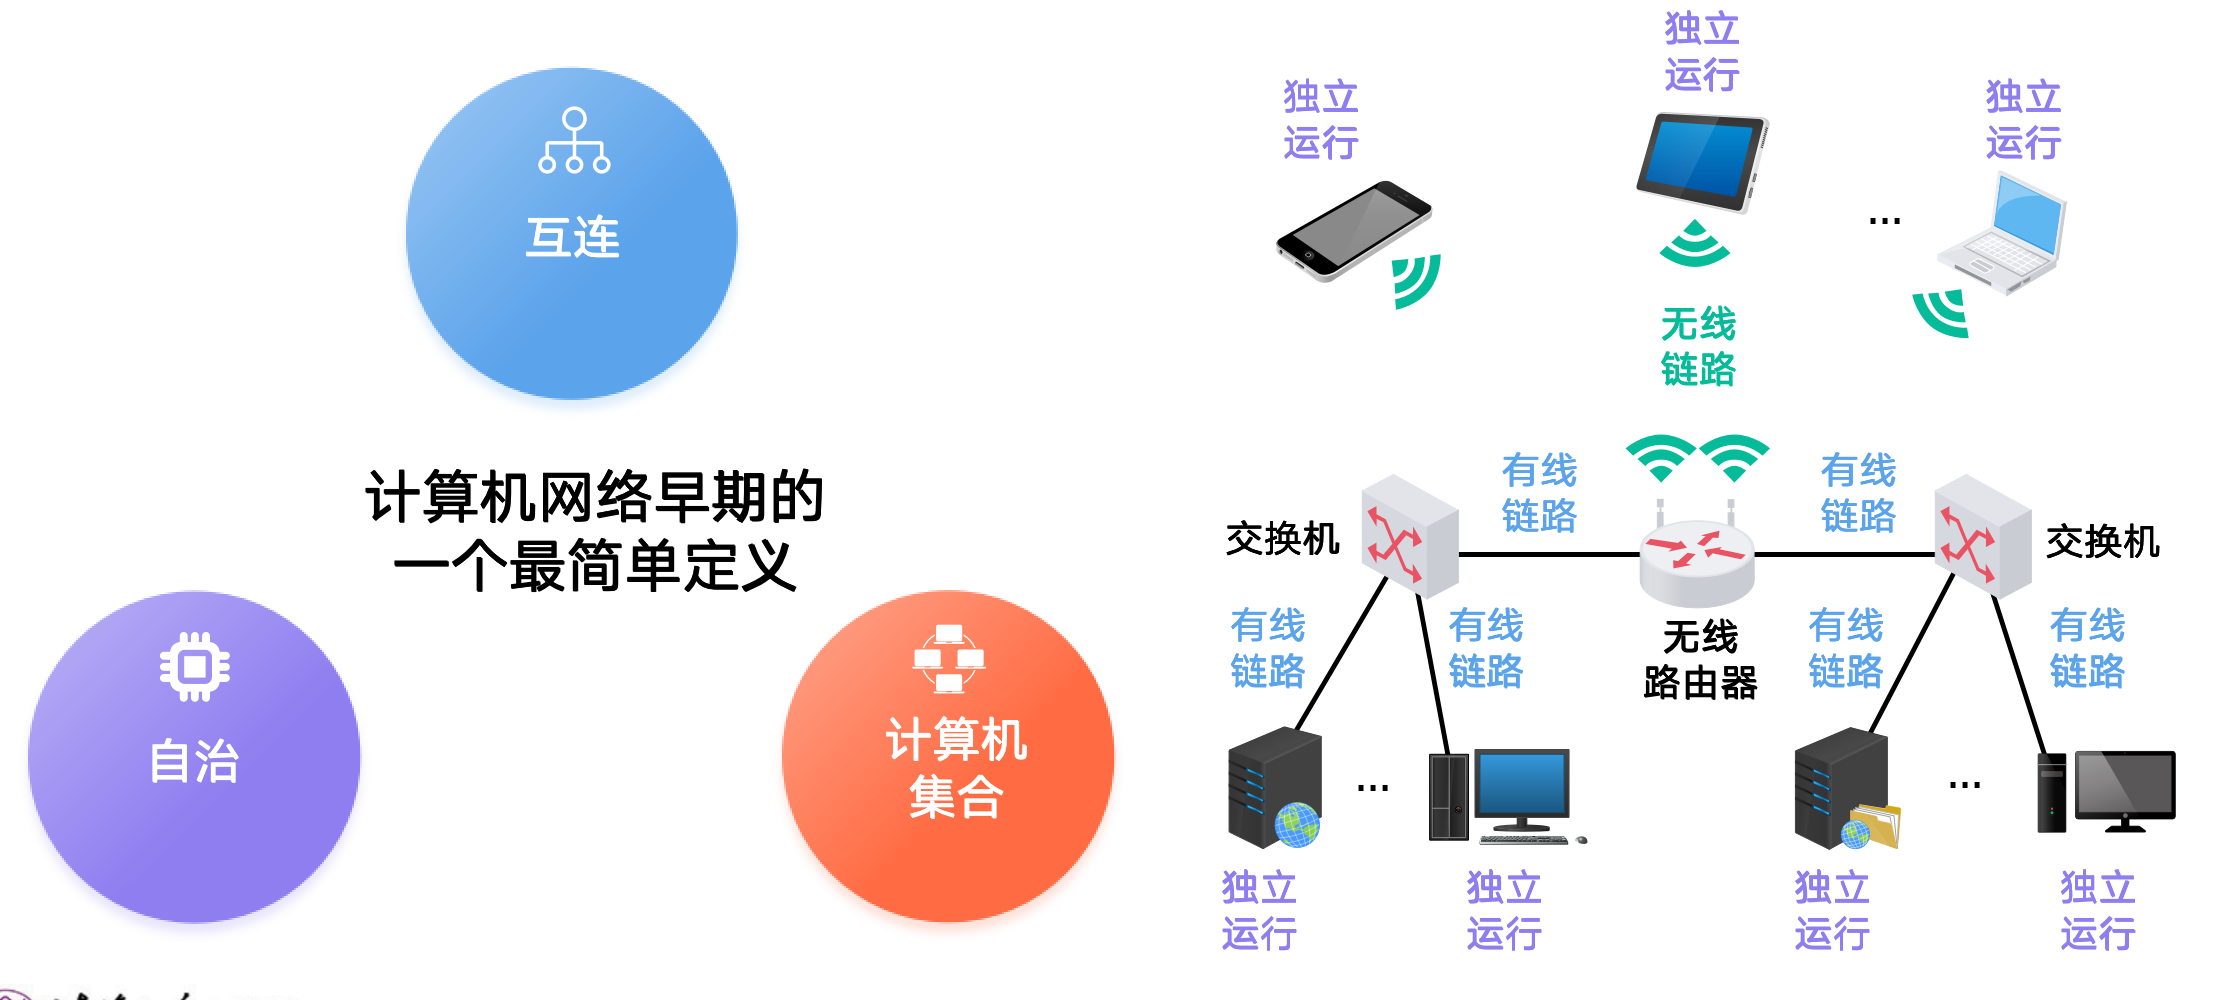 互连
计算机网络早期的
一个最简单定义
自治
计算机
集合
独立
运行
独立
运行
独立
运行
...
无线
链路
有线
链路
有线
链路
交换机
交换机
有线
链路
有线
链路
无线
路由器
有线
链路
有线
链路
...
...
独立
运行
独立
运行
独立
运行
独立
运行